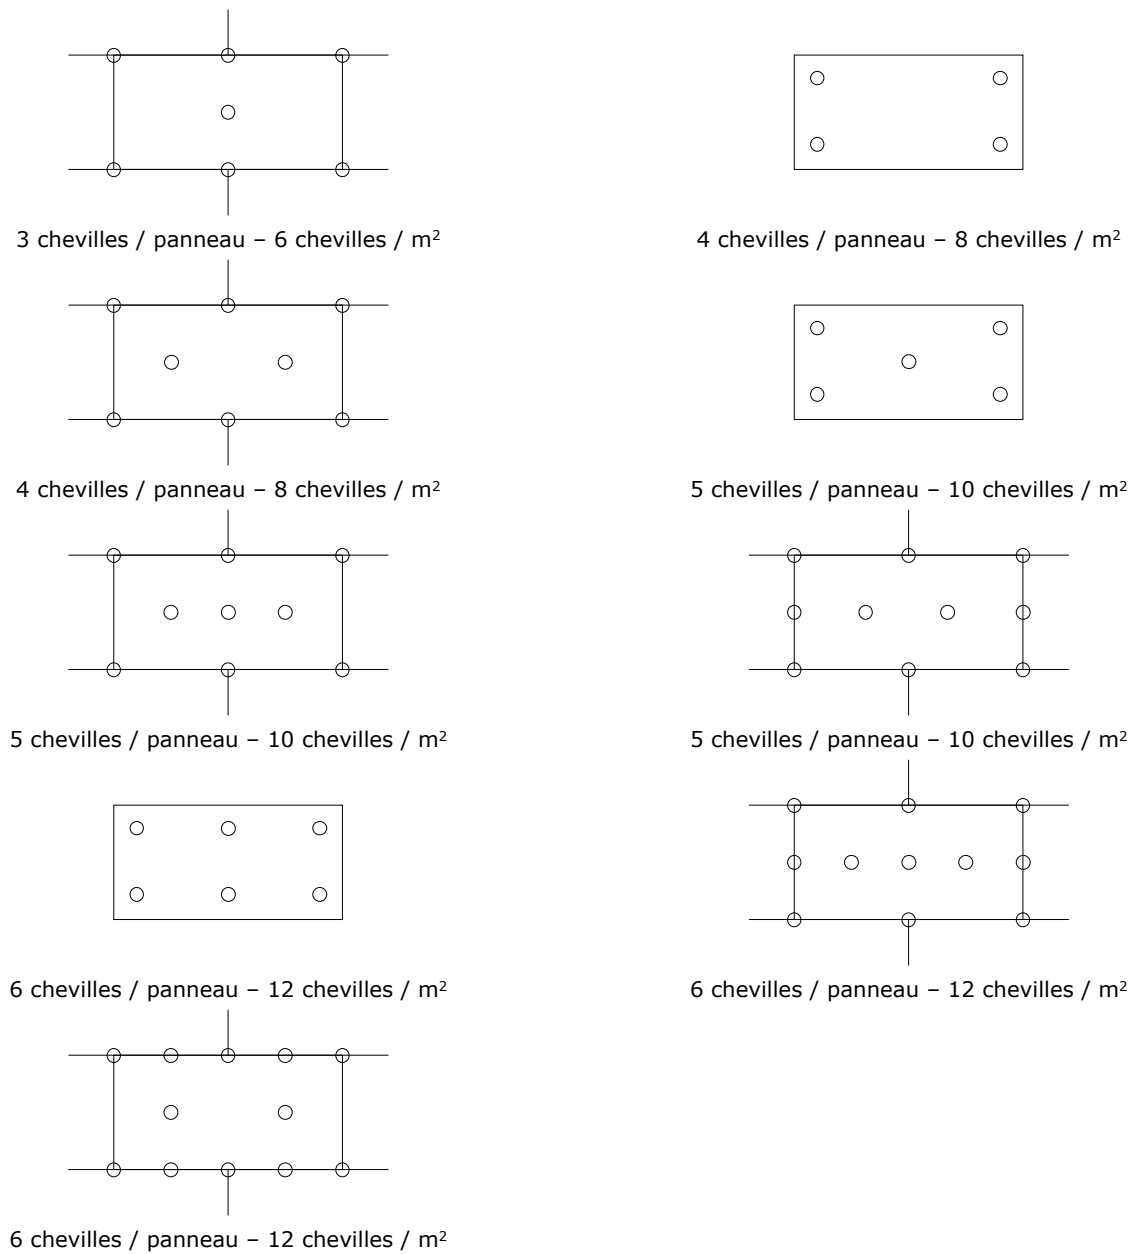 3 chevilles / panneau – 6 chevilles / m²
4 chevilles / panneau – 8 chevilles / m²
4 chevilles / panneau – 8 chevilles / m²
5 chevilles / panneau – 10 chevilles / m²
5 chevilles / panneau – 10 chevilles / m²
5 chevilles / panneau – 10 chevilles / m²
6 chevilles / panneau – 12 chevilles / m²
6 chevilles / panneau – 12 chevilles / m²
6 chevilles / panneau – 12 chevilles / m²